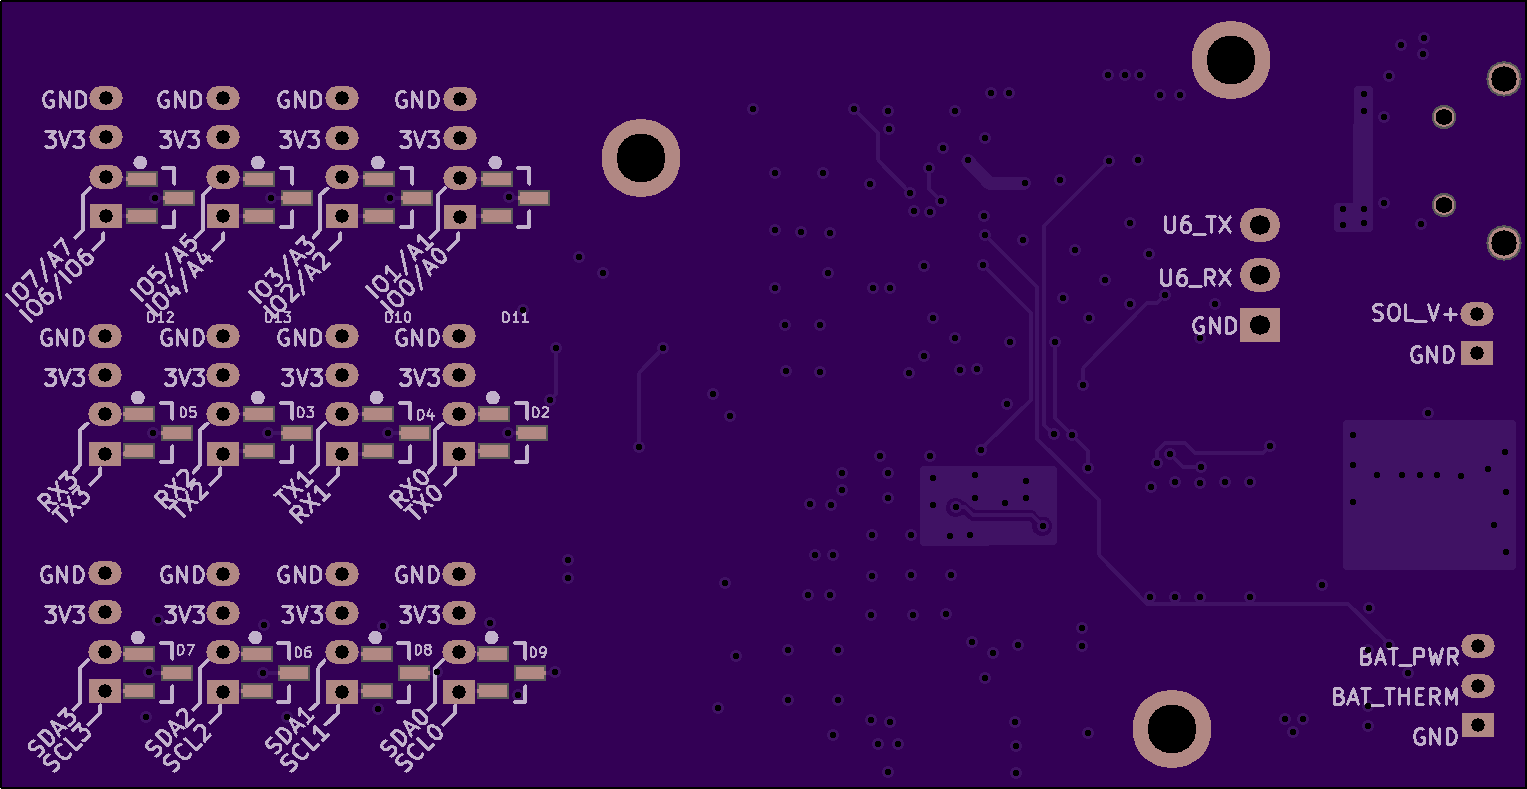 GND GND GND GND
3V3 3V3 3V3 3V3
U6_TX
IO7/A7 IO5/A5 IO3/A3 IO1/A1
IO6/IO6 IO4/A4 IO2/A2 IO0/A0
U6_RX
SOL_V+
D12 D13 D10 D11
GND
GND GND GND GND
GND
3V3 3V3 3V3 3V3
D5 D3 D4 D2
RX3 RX2 TX1 RX0
TX3 TX2 RX1 TX0
GND GND GND GND
3V3 3V3 3V3 3V3
D7 D6 D8 D9
BAT_PWR
BAT_THERM
SDA3 SDA2 SDA1 SDA0
SCL3 SCL2 SCL1 SCL0
GND